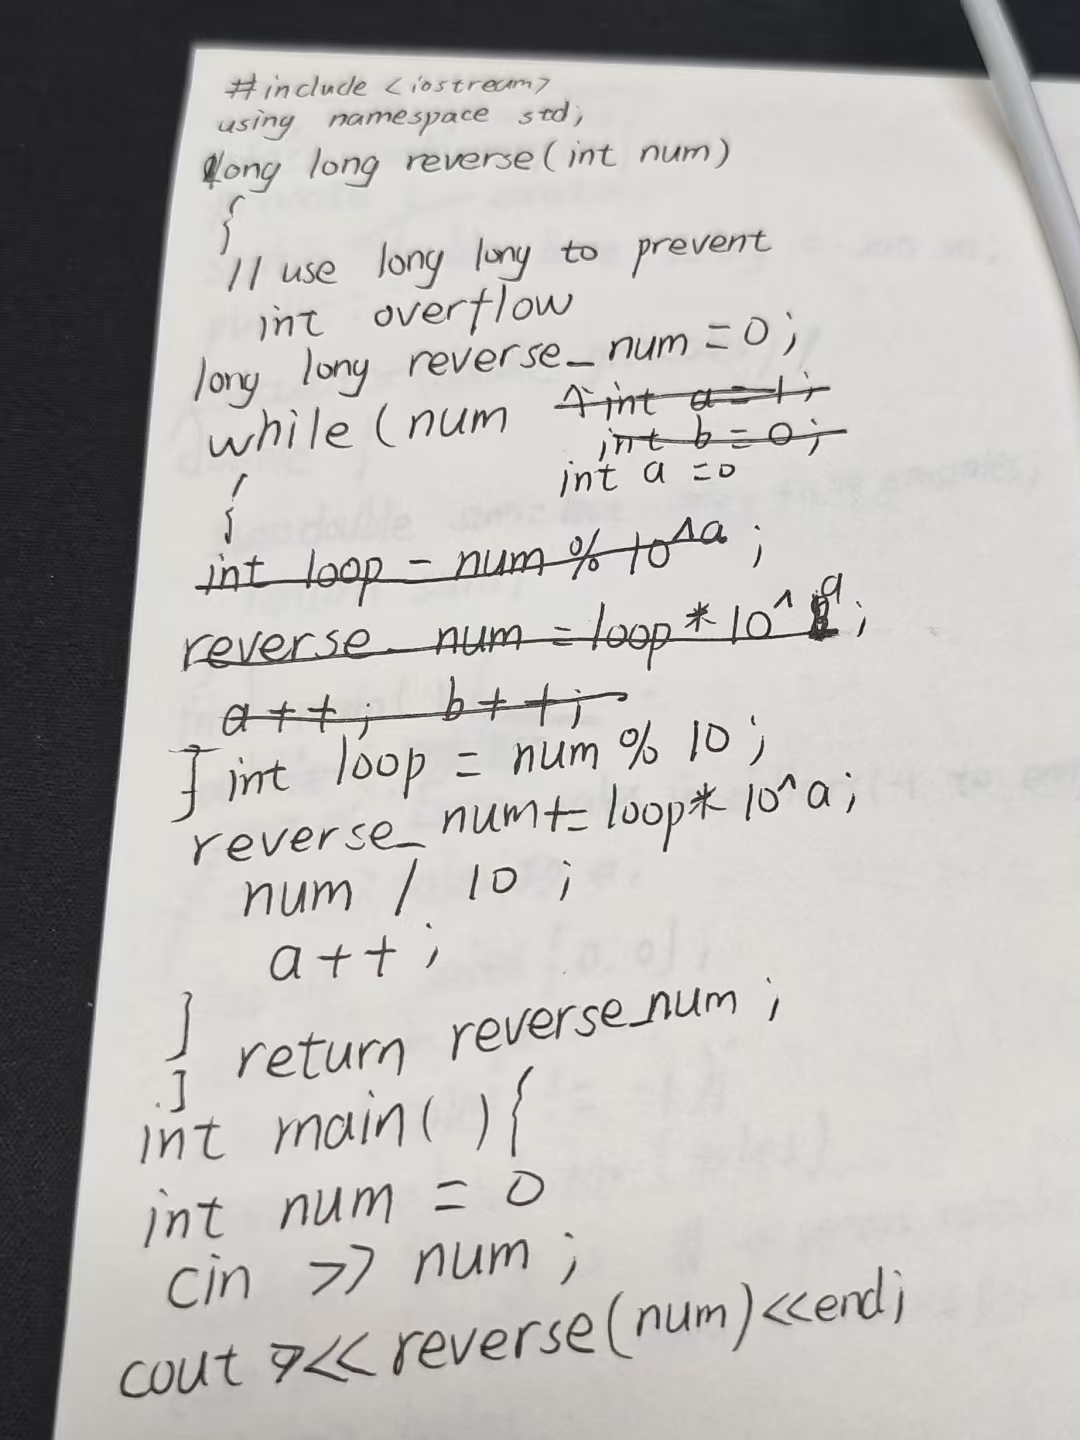 #include <iostream>
using namespace std;
long long reverse(int num)
{
// use long long to prevent
int overflow
long long reverse_num = 0;
while (num ^ int a = 1;
int b = 0;
int a = 0
{
int loop = num % 10^a ;
reverse_num = loop * 10^a;
a++; b++;
} int loop = num % 10;
reverse_num += loop* 10^a;
num / 10 ;
a++;
} return reverse_num;
}
int main( ) {
int num = 0
cin >> num;
cout << reverse(num)<<end;